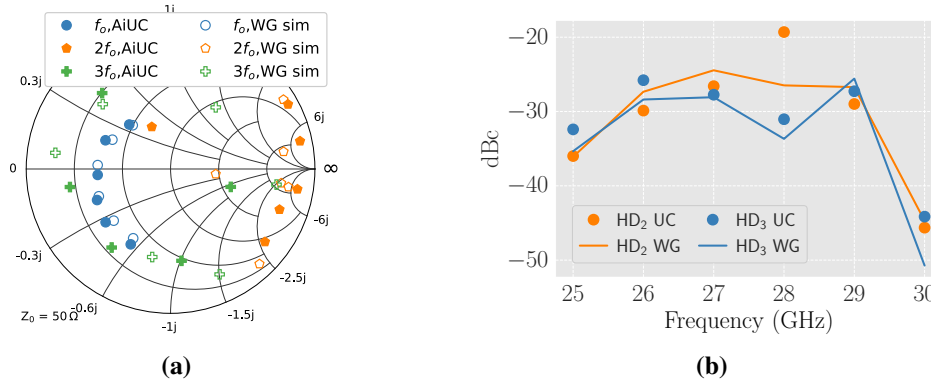 1j
f_o,AiUC
f_o,WG sim
2f_o,AiUC
2f_o,WG sim
3f_o,AiUC
3f_o,WG sim
0.3j
6j
0
∞
-6j
-0.3j
-2.5j
-0.6j
-1.5j
-1j
Z_0 = 50 Ω
(a)
−20
−30
−40
−50
dBc
HD_2 UC
HD_3 UC
HD_2 WG
HD_3 WG
25 26 27 28 29 30
Frequency (GHz)
(b)